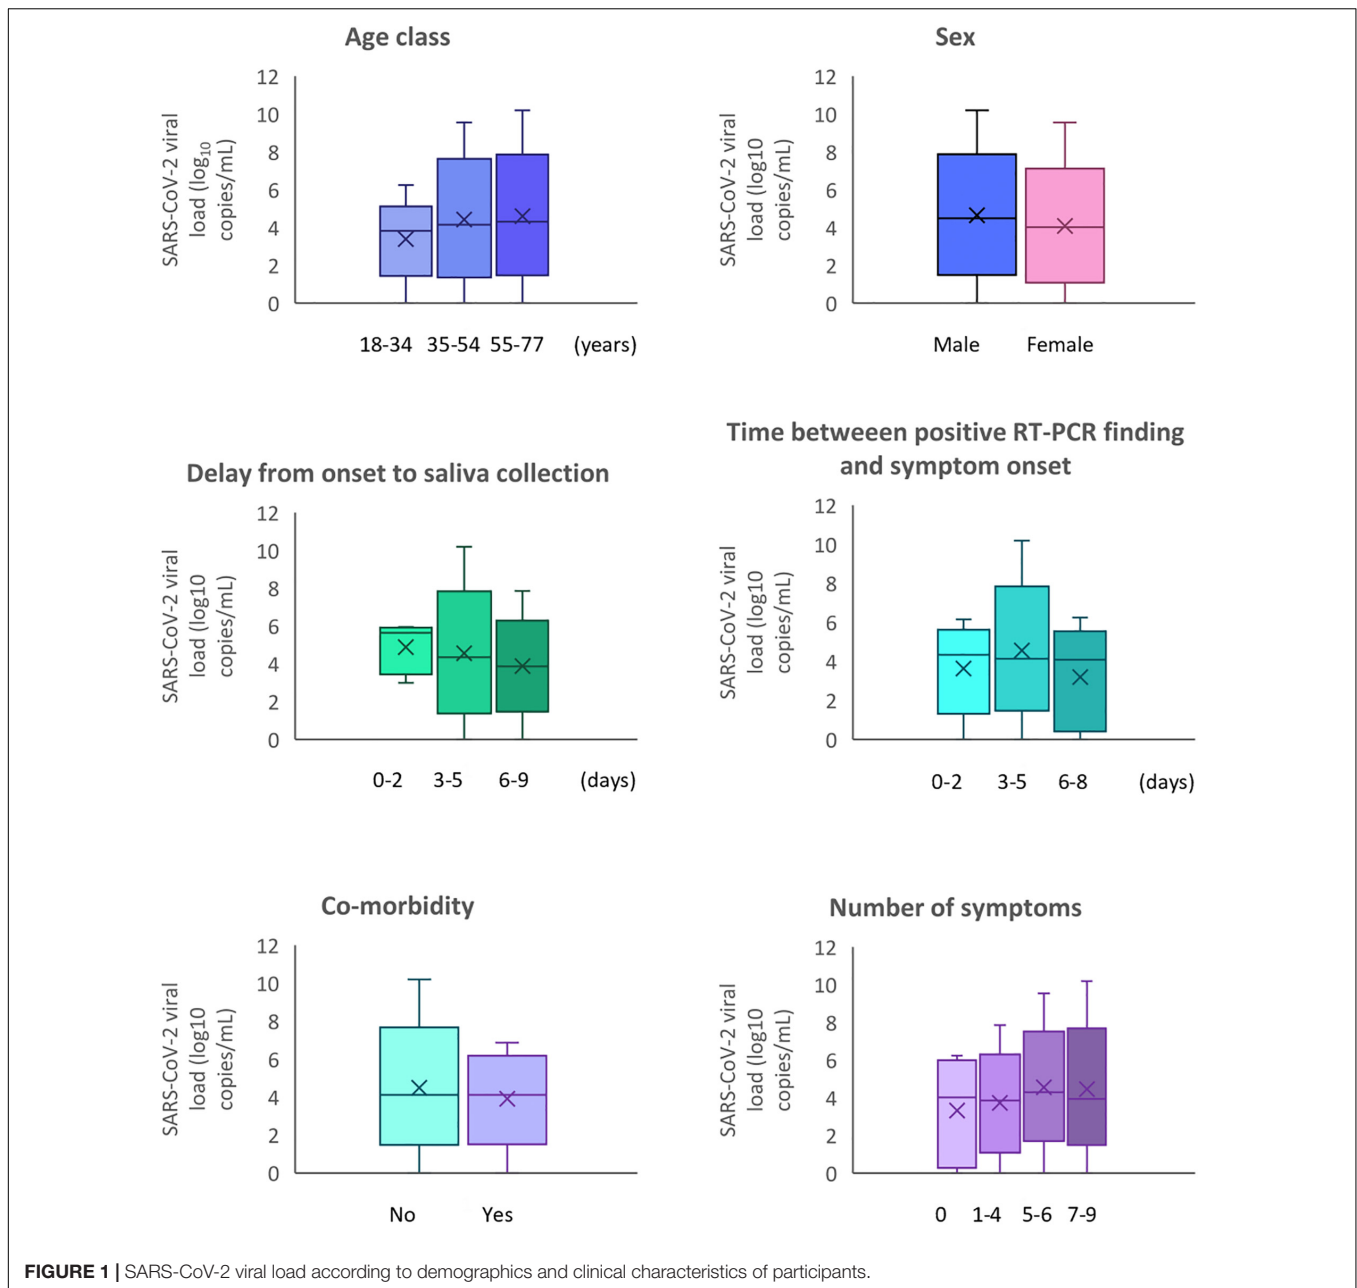 Age class
SARS-CoV-2 viral
load (log10
copies/mL)
12
10
8
6
4
2
0
18-34 35-54 55-77 (years)
Sex
SARS-CoV-2 viral
load (log10
copies/mL)
12
10
8
6
4
2
0
Male Female
Delay from onset to saliva collection
SARS-CoV-2 viral
load (log10
copies/mL)
12
10
8
6
4
2
0
0-2 3-5 6-9 (days)
Time betweeen positive RT-PCR finding
and symptom onset
SARS-CoV-2 viral
load (log10
copies/mL)
12
10
8
6
4
2
0
0-2 3-5 6-8 (days)
Co-morbidity
SARS-CoV-2 viral
load (log10
copies/mL)
12
10
8
6
4
2
0
No Yes
Number of symptoms
SARS-CoV-2 viral
load (log10
copies/mL)
12
10
8
6
4
2
0
0 1-4 5-6 7-9
FIGURE 1 | SARS-CoV-2 viral load according to demographics and clinical characteristics of participants.